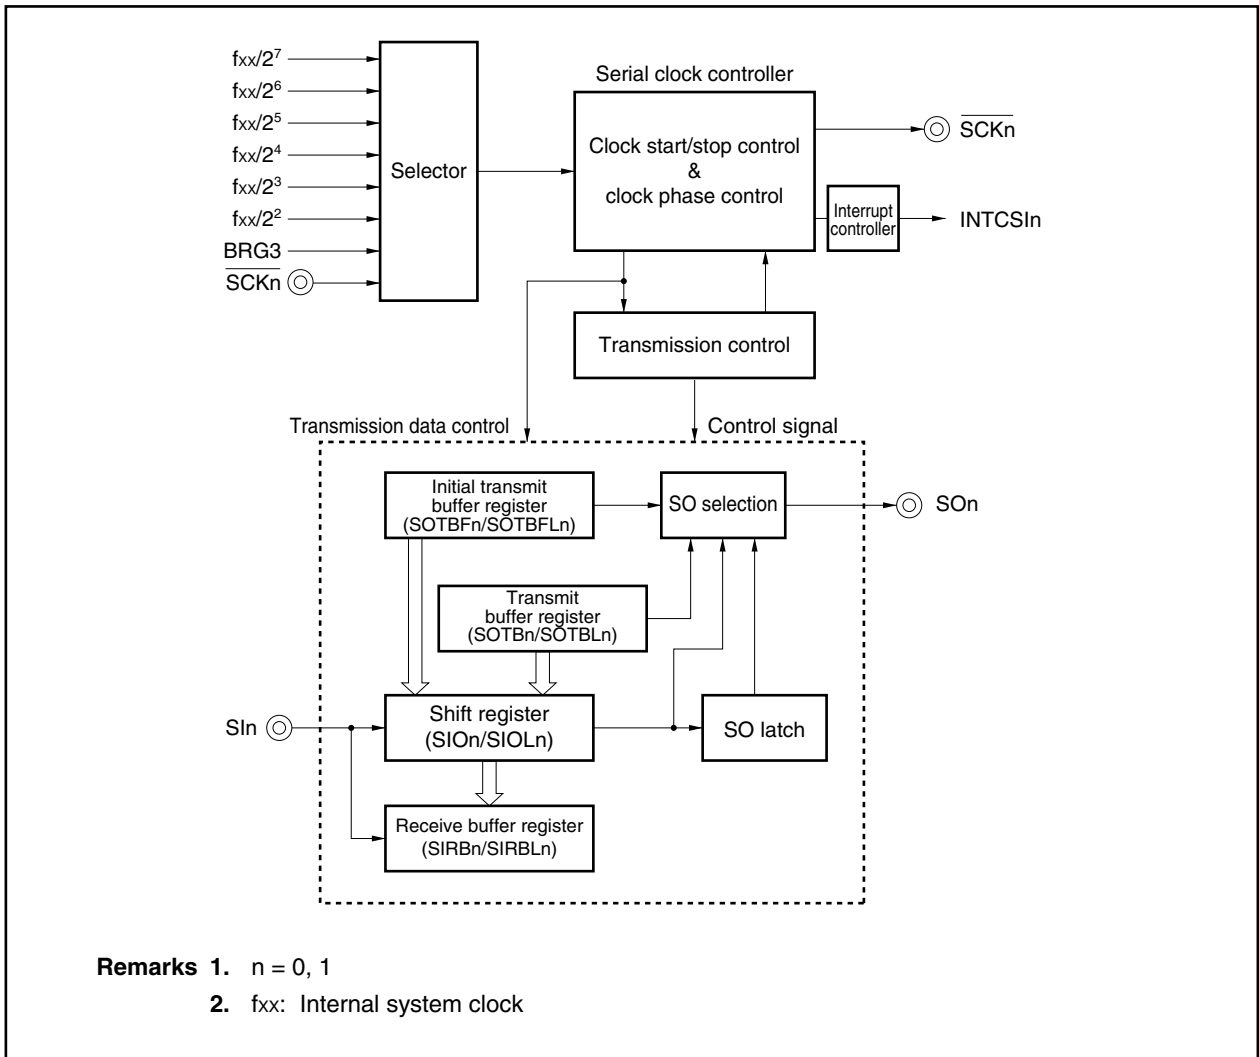 fxx/2⁷
fxx/2⁶
fxx/2⁵
fxx/2⁴
fxx/2³
fxx/2²
BRG3
SCKn
Selector
Serial clock controller
Clock start/stop control
&
clock phase control
SCKn
Interrupt
controller
INTCSIn
Transmission control
Transmission data control
Control signal
Initial transmit
buffer register
(SOTBFn/SOTBFLn)
SO selection
SOn
Transmit
buffer register
(SOTBn/SOTBLn)
SIn
Shift register
(SIOn/SIOLn)
SO latch
Receive buffer register
(SIRBn/SIRBLn)
Remarks 1. n = 0, 1
2. fxx: Internal system clock